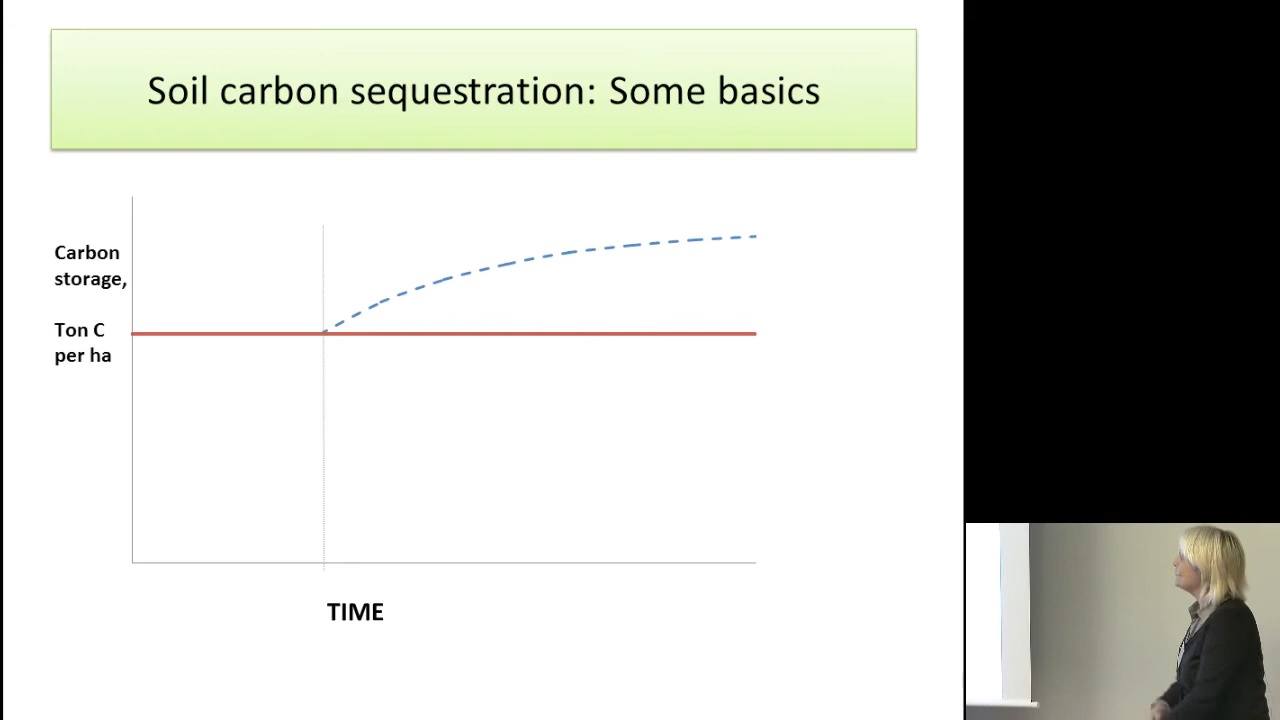 Soil carbon sequestration: Some basics
Carbon
storage,
Ton C
per ha
TIME